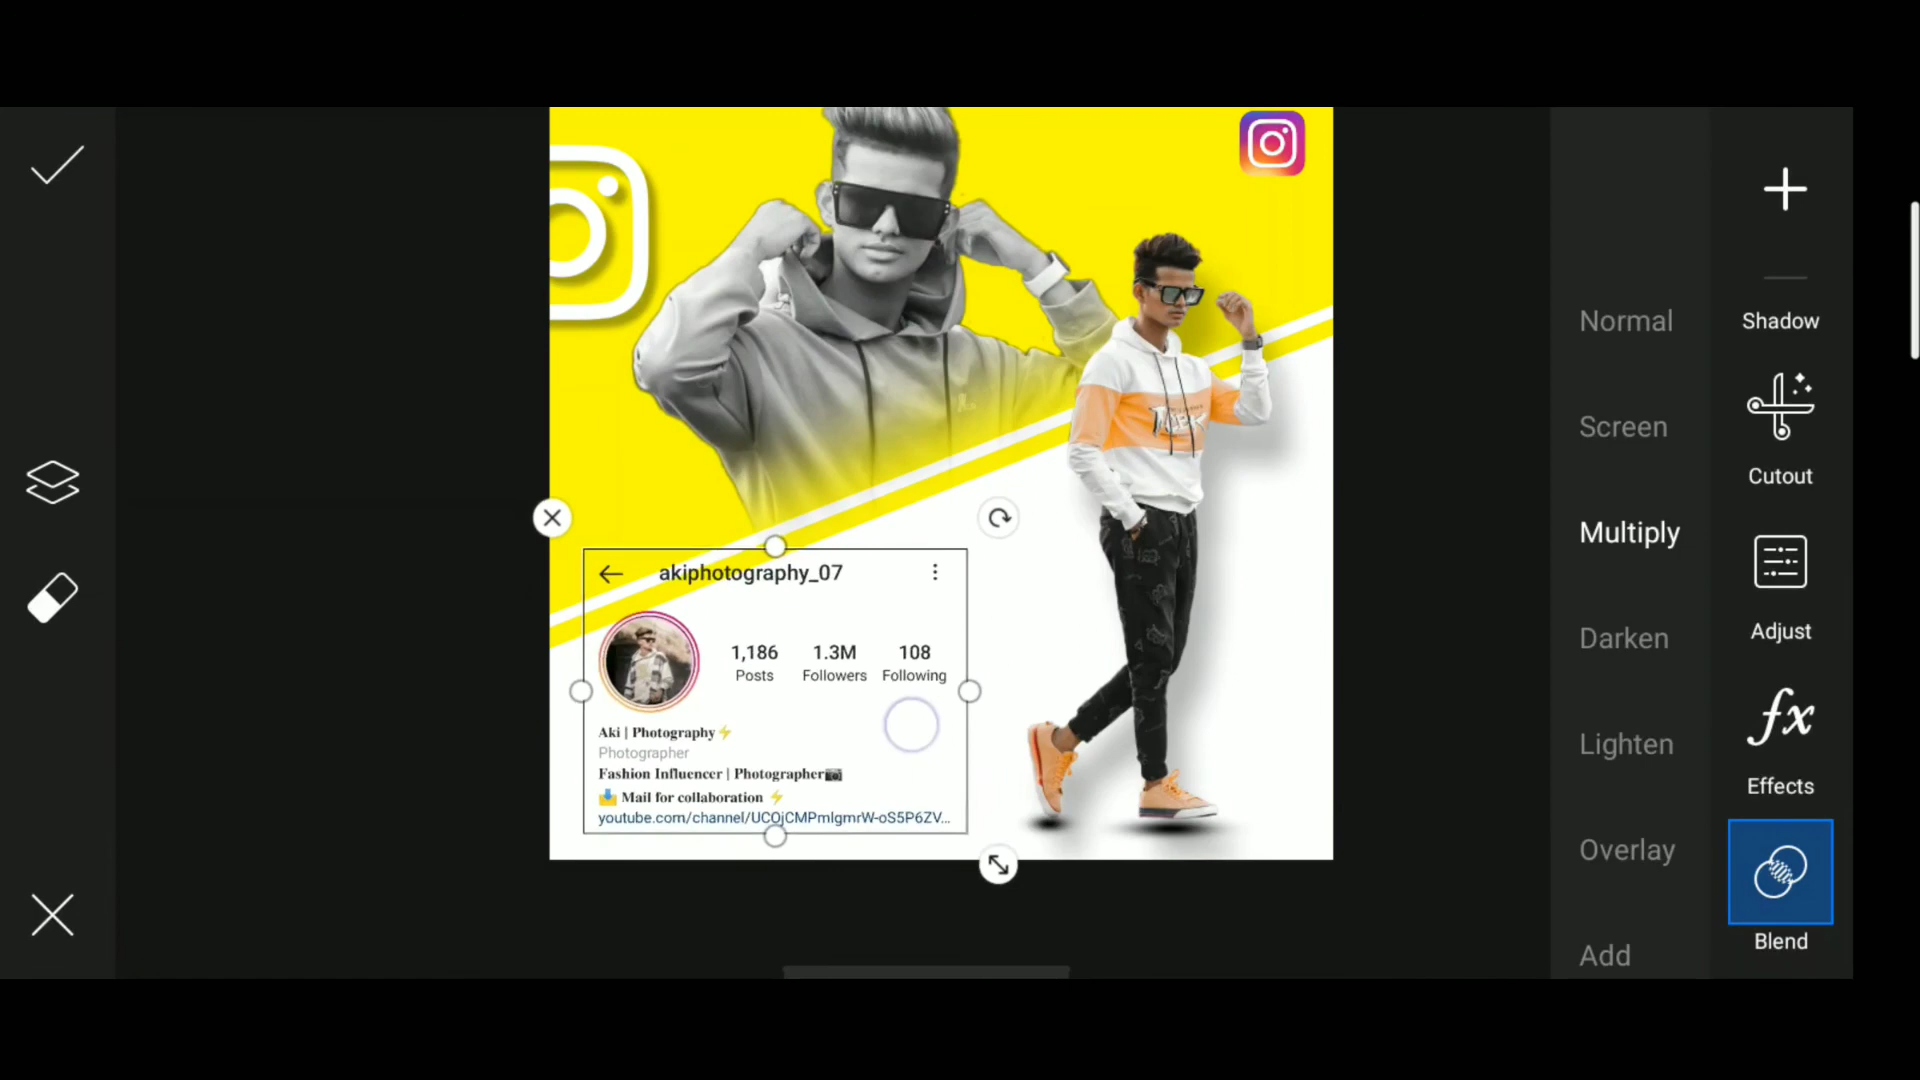 akiphotography_07
1,186 1.3M 108
Posts Followers Following
Aki | Photography⚡
Photographer
Fashion Influencer | Photographer📷
📩 Mail for collaboration ⚡
youtube.com/channel/UCOjCMPmlgmrW-oS5P6ZV...
Normal
Screen
Multiply
Darken
Lighten
Overlay
Add
Shadow
Cutout
Adjust
fx
Effects
Blend